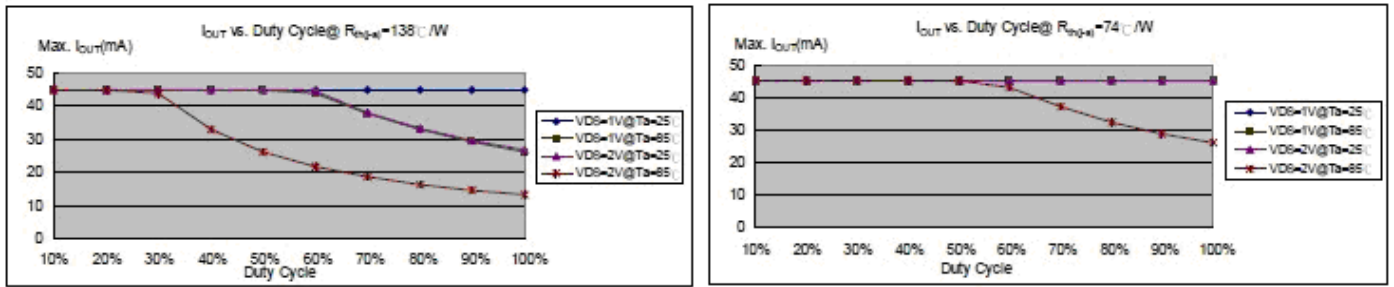 IOUT vs. Duty Cycle@ Rth(j-a)=138℃/W
Max. IOUT(mA)
50
40
30
20
10
0
10% 20% 30% 40% 50% 60% 70% 80% 90% 100%
Duty Cycle
VDS=1V@Ta=25℃
VDS=1V@Ta=85℃
VDS=2V@Ta=25℃
VDS=2V@Ta=85℃
IOUT vs. Duty Cycle@ Rth(j-a)=74℃/W
Max. IOUT(mA)
50
40
30
20
10
0
10% 20% 30% 40% 50% 60% 70% 80% 90% 100%
Duty Cycle
VDS=1V@Ta=25℃
VDS=1V@Ta=85℃
VDS=2V@Ta=25℃
VDS=2V@Ta=85℃